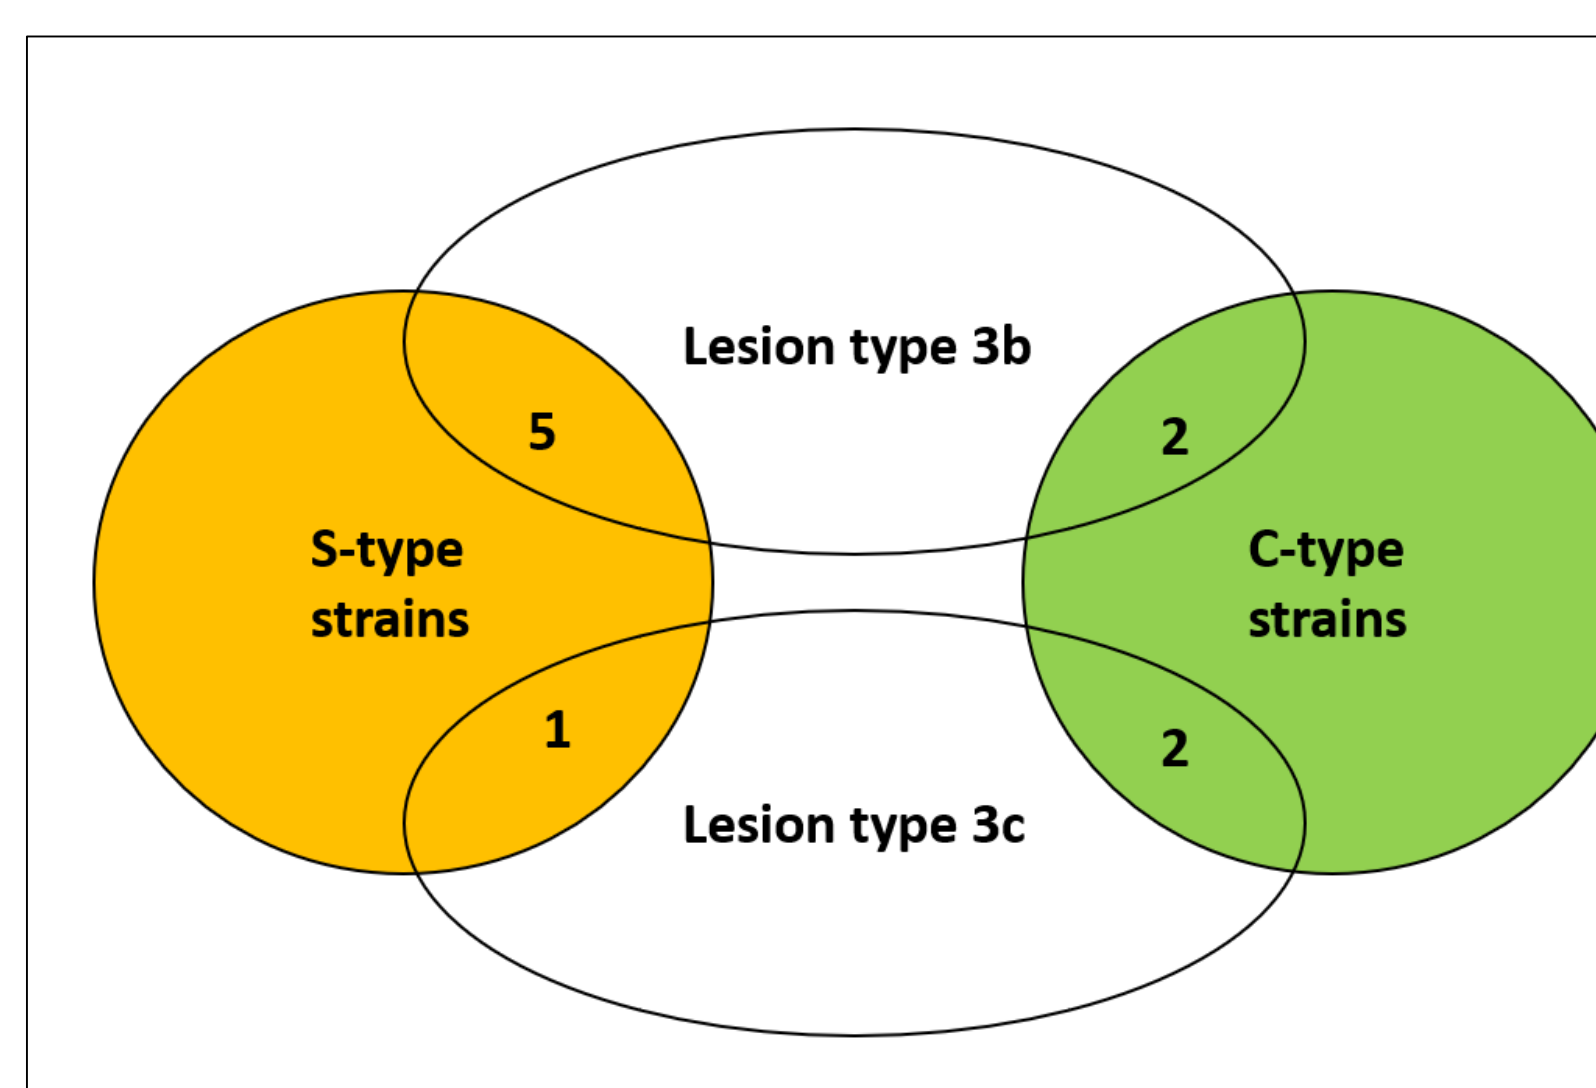 Lesion type 3b
5
2
S-type
strains
C-type
strains
1
2
Lesion type 3c